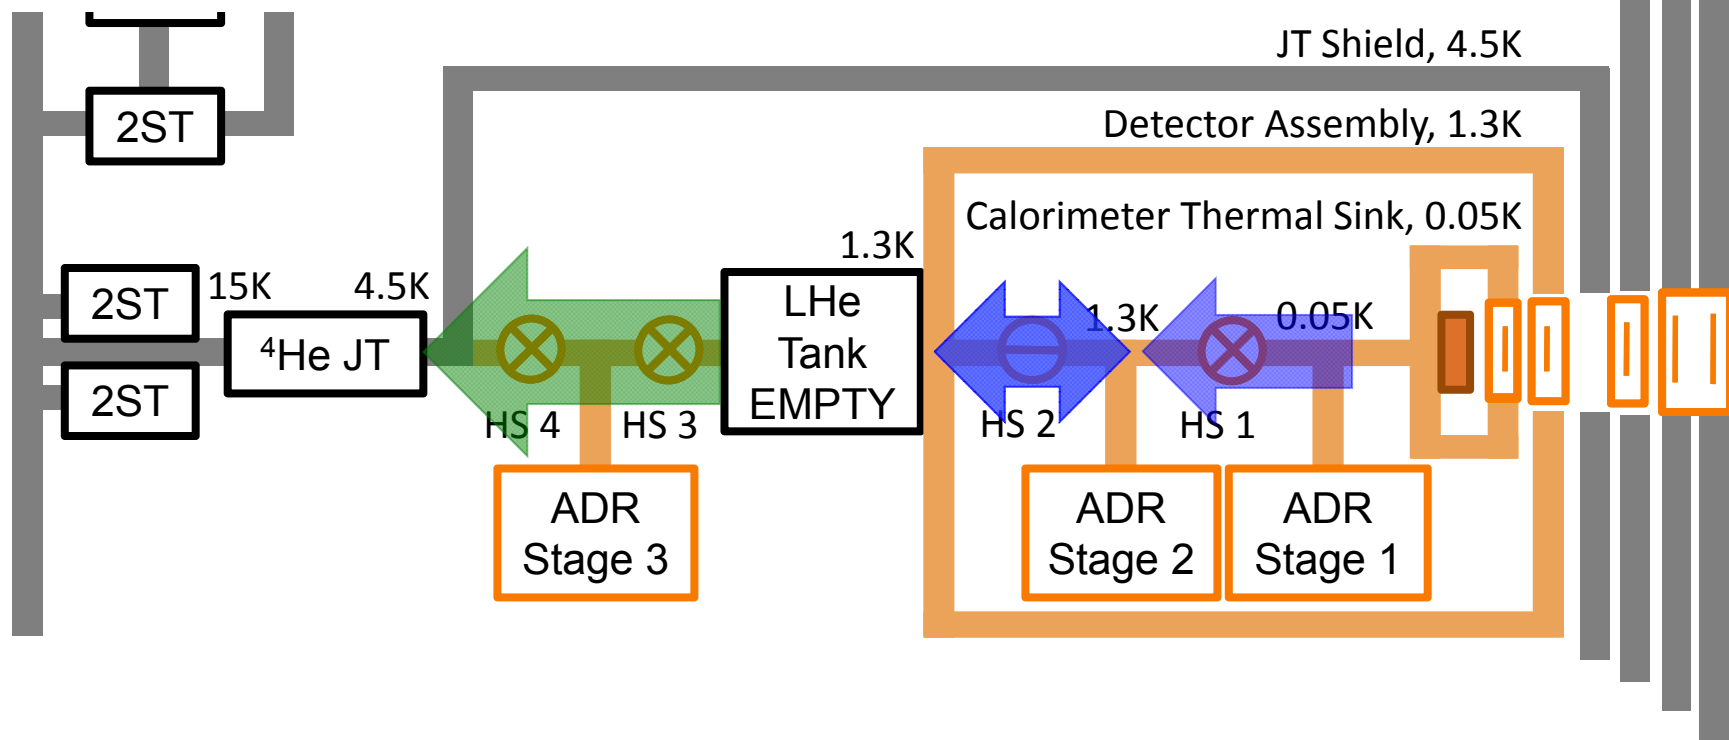 JT Shield, 4.5K
2ST
Detector Assembly, 1.3K
Calorimeter Thermal Sink, 0.05K
1.3K
2ST
15K
4.5K
LHe
Tank
EMPTY
1.3K
0.05K
⁴He JT
2ST
HS 4
HS 3
HS 2
HS 1
ADR
Stage 3
ADR
Stage 2
ADR
Stage 1